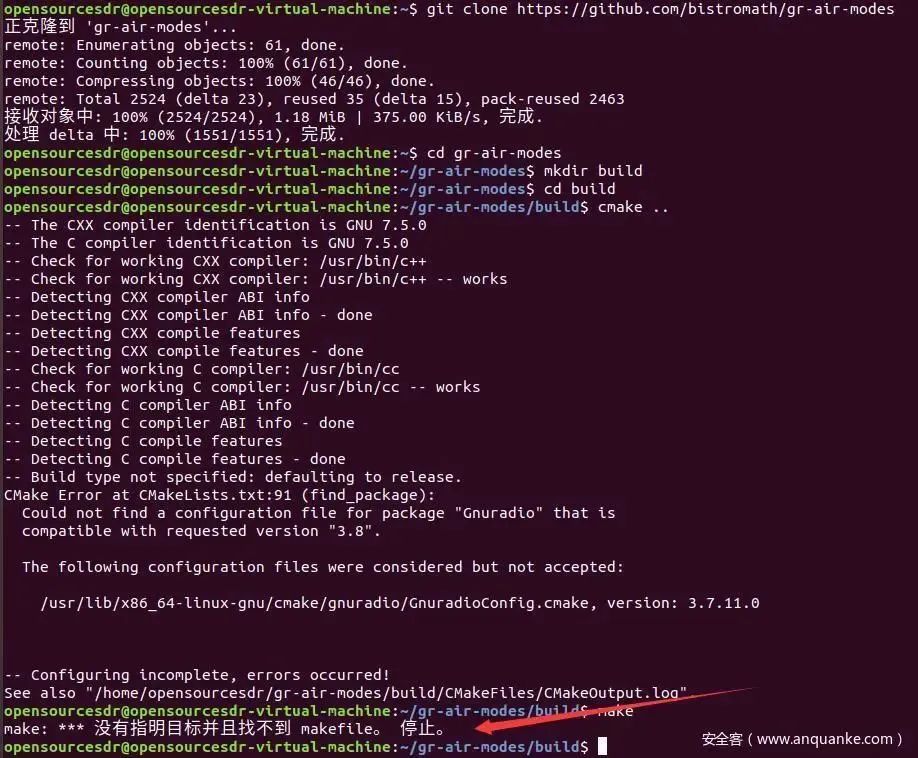 opensourcesdr@opensourcesdr-virtual-machine:~$ git clone https://github.com/bistromath/gr-air-modes
正克隆到 'gr-air-modes'...
remote: Enumerating objects: 61, done.
remote: Counting objects: 100% (61/61), done.
remote: Compressing objects: 100% (46/46), done.
remote: Total 2524 (delta 23), reused 35 (delta 15), pack-reused 2463
接收对象中: 100% (2524/2524), 1.18 MiB | 375.00 KiB/s, 完成.
处理 delta 中: 100% (1551/1551), 完成.
opensourcesdr@opensourcesdr-virtual-machine:~$ cd gr-air-modes
opensourcesdr@opensourcesdr-virtual-machine:~/gr-air-modes$ mkdir build
opensourcesdr@opensourcesdr-virtual-machine:~/gr-air-modes$ cd build
opensourcesdr@opensourcesdr-virtual-machine:~/gr-air-modes/build$ cmake ..
-- The CXX compiler identification is GNU 7.5.0
-- The C compiler identification is GNU 7.5.0
-- Check for working CXX compiler: /usr/bin/c++
-- Check for working CXX compiler: /usr/bin/c++ -- works
-- Detecting CXX compiler ABI info
-- Detecting CXX compiler ABI info - done
-- Detecting CXX compile features
-- Detecting CXX compile features - done
-- Check for working C compiler: /usr/bin/cc
-- Check for working C compiler: /usr/bin/cc -- works
-- Detecting C compiler ABI info
-- Detecting C compiler ABI info - done
-- Detecting C compile features
-- Detecting C compile features - done
-- Build type not specified: defaulting to release.
CMake Error at CMakeLists.txt:91 (find_package):
Could not find a configuration file for package "Gnuradio" that is
compatible with requested version "3.8".
The following configuration files were considered but not accepted:
/usr/lib/x86_64-linux-gnu/cmake/gnuradio/GnuradioConfig.cmake, version: 3.7.11.0
-- Configuring incomplete, errors occurred!
See also "/home/opensourcesdr/gr-air-modes/build/CMakeFiles/CMakeOutput.log".
opensourcesdr@opensourcesdr-virtual-machine:~/gr-air-modes/build$ make
make: *** 没有指明目标并且找不到 makefile。 停止。
opensourcesdr@opensourcesdr-virtual-machine:~/gr-air-modes/build$
安全客（www.anquanke.com）